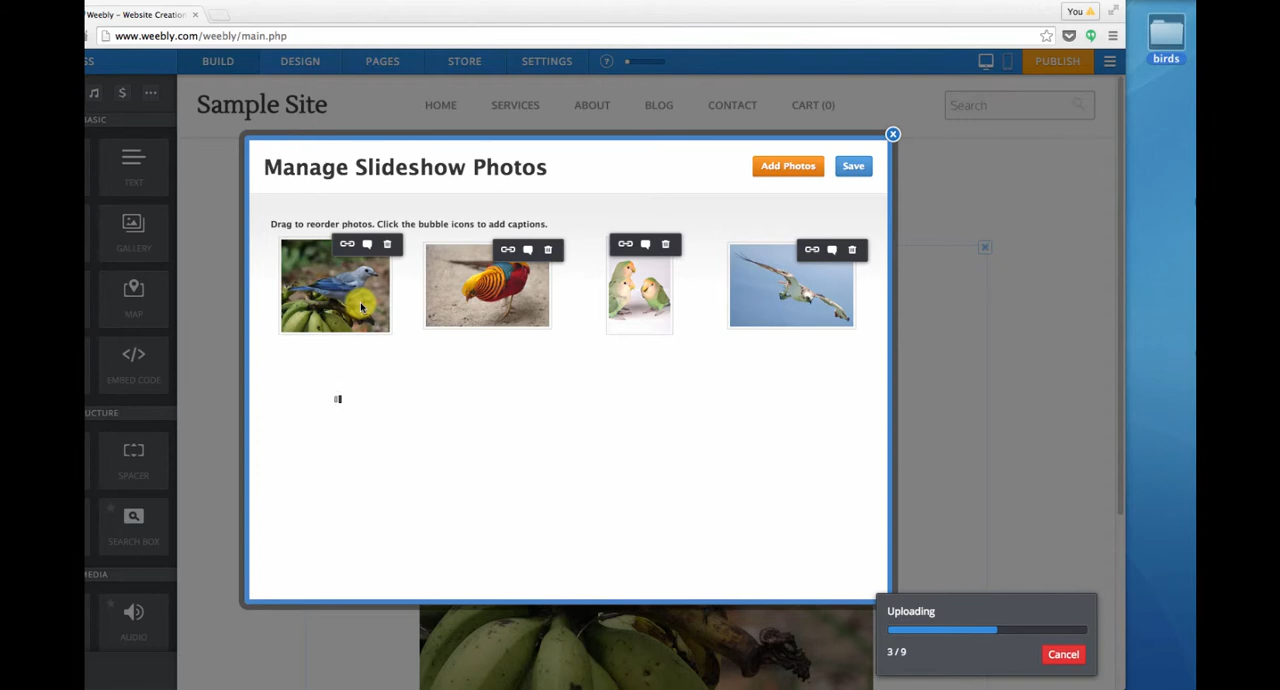 Weebly - Website Creation
You
www.weebly.com/weebly/main.php
birds
BUILD
DESIGN
PAGES
STORE
SETTINGS
?
PUBLISH
Sample Site
HOME
SERVICES
ABOUT
BLOG
CONTACT
CART (0)
Search
BASIC
TEXT
GALLERY
MAP
EMBED CODE
UCTURE
SPACER
SEARCH BOX
MEDIA
AUDIO
Manage Slideshow Photos
Add Photos
Save
Drag to reorder photos. Click the bubble icons to add captions.
Uploading
3 / 9
Cancel